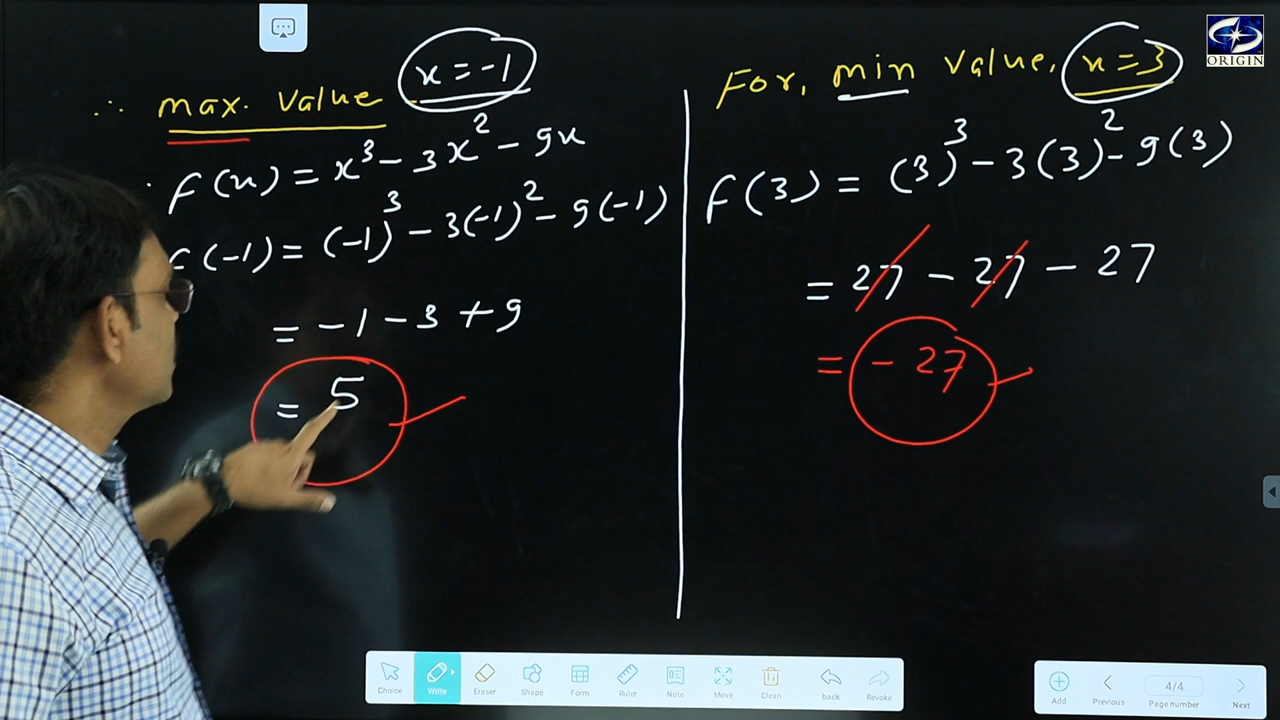 ∴ max. value x = -1
∴ f(x) = x³ - 3x² - 9x
f(-1) = (-1)³ - 3(-1)² - 9(-1)
= -1 - 3 + 9
= 5
For, min value, x = 3
f(3) = (3)³ - 3(3)² - 9(3)
= 27 - 27 - 27
= -27
ORIGIN
Choice Write Eraser Shape Form Ruler Note Move Clean back Revoke
Add Previous 4/4 Page number Next